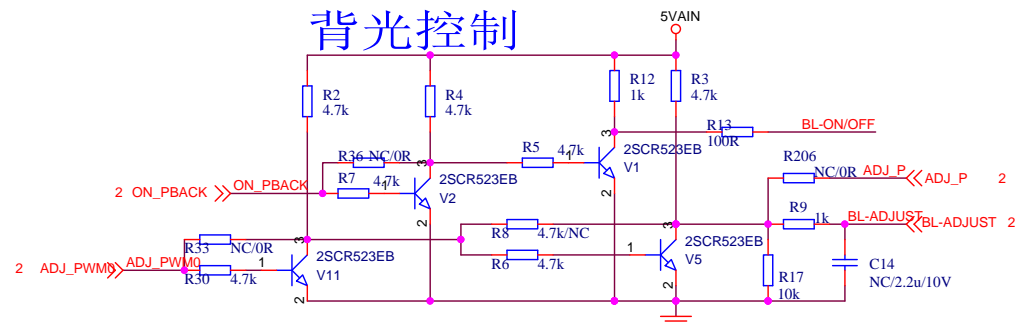 背光控制
5VAIN
R2
4.7k
R4
4.7k
R12
1k
R3
4.7k
R13
100R
BL-ON/OFF
R36 NC/0R
R5
4.7k
1
3
2SCR523EB
V1
2
R206
NC/0R
ADJ_P
ADJ_P
2
2
ON_PBACK
ON_PBACK
R7
4.7k
1
3
2SCR523EB
V2
2
R9
1k
BL-ADJUST
BL-ADJUST
2
R8
4.7k/NC
R6
4.7k
1
3
2SCR523EB
V5
2
R33
NC/0R
2
ADJ_PWM0
ADJ_PWM0
R30
4.7k
1
3
2SCR523EB
V11
2
R17
10k
C14
NC/2.2u/10V